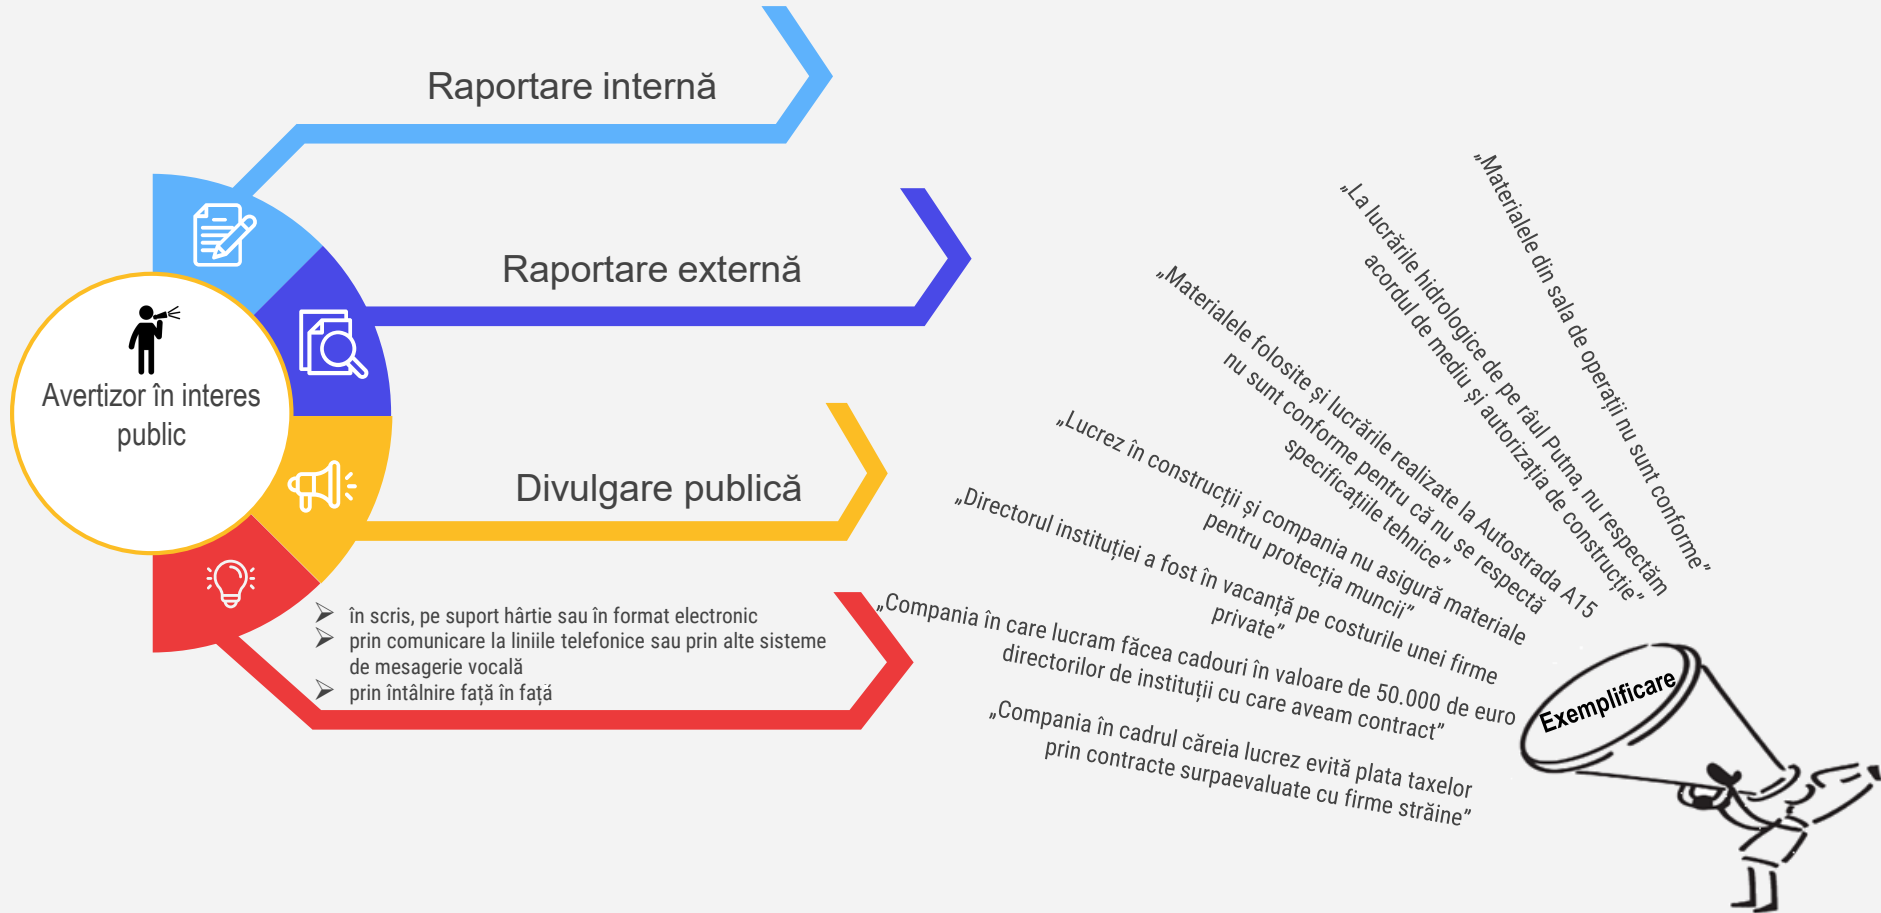 Raportare internă
Raportare externă
Avertizor în interes
public
Divulgare publică
➢ în scris, pe suport hârtie sau în format electronic
➢ prin comunicare la liniile telefonice sau prin alte sisteme
de mesagerie vocală
➢ prin întâlnire față în față
„Materialele din sala de operații nu sunt conforme”
„La lucrările hidrologice de pe râul Putna, nu respectăm
acordul de mediu și autorizația de construcție”
„Materialele folosite și lucrările realizate la Autostrada A15
nu sunt conforme pentru că nu se respectă
specificațiile tehnice”
„Lucrez în construcții și compania nu asigură materiale
pentru protecția muncii”
„Directorul instituției a fost în vacanță pe costurile unei firme
private”
„Compania în care lucram făcea cadouri în valoare de 50.000 de euro
directorilor de instituții cu care aveam contract”
„Compania în cadrul căreia lucrez evită plata taxelor
prin contracte surpaevaluate cu firme străine”
Exemplificare